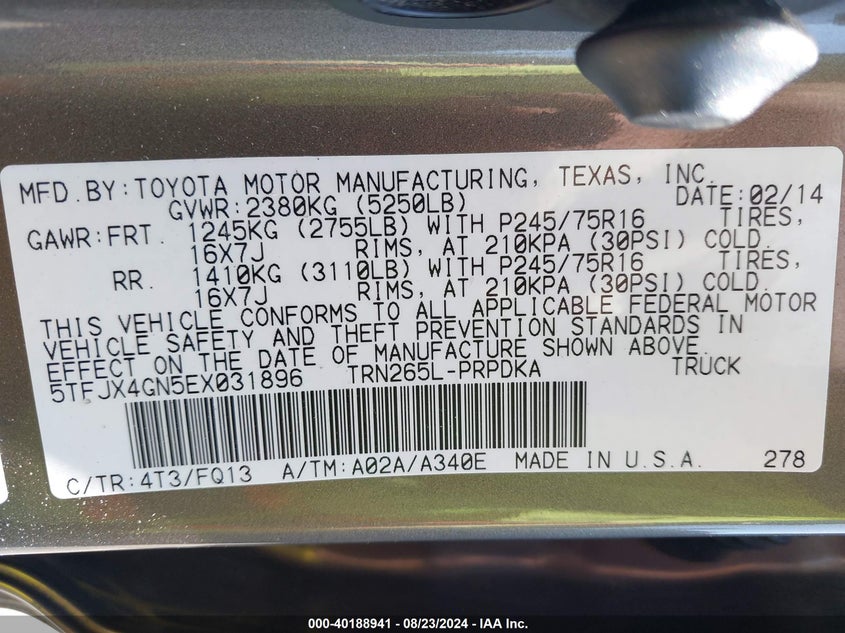 MFD.BY:TOYOTA MOTOR MANUFACTURING, TEXAS, INC. DATE:02/14
GVWR:2380KG (5250LB)
GAWR:FRT. 1245KG (2755LB) WITH P245/75R16 TIRES,
16X7J RIMS, AT 210KPA (30PSI) COLD.
RR. 1410KG (3110LB) WITH P245/75R16 TIRES,
16X7J RIMS, AT 210KPA (30PSI) COLD.
THIS VEHICLE CONFORMS TO ALL APPLICABLE FEDERAL MOTOR
VEHICLE SAFETY AND THEFT PREVENTION STANDARDS IN
EFFECT ON THE DATE OF MANUFACTURE SHOWN ABOVE.
5TFJX4GN5EX031896 TRN265L-PRPDKA TRUCK
C/TR:4T3/FQ13 A/TM:A02A/A340E MADE IN U.S.A. 278
000-40188941 - 08/23/2024 - IAA Inc.